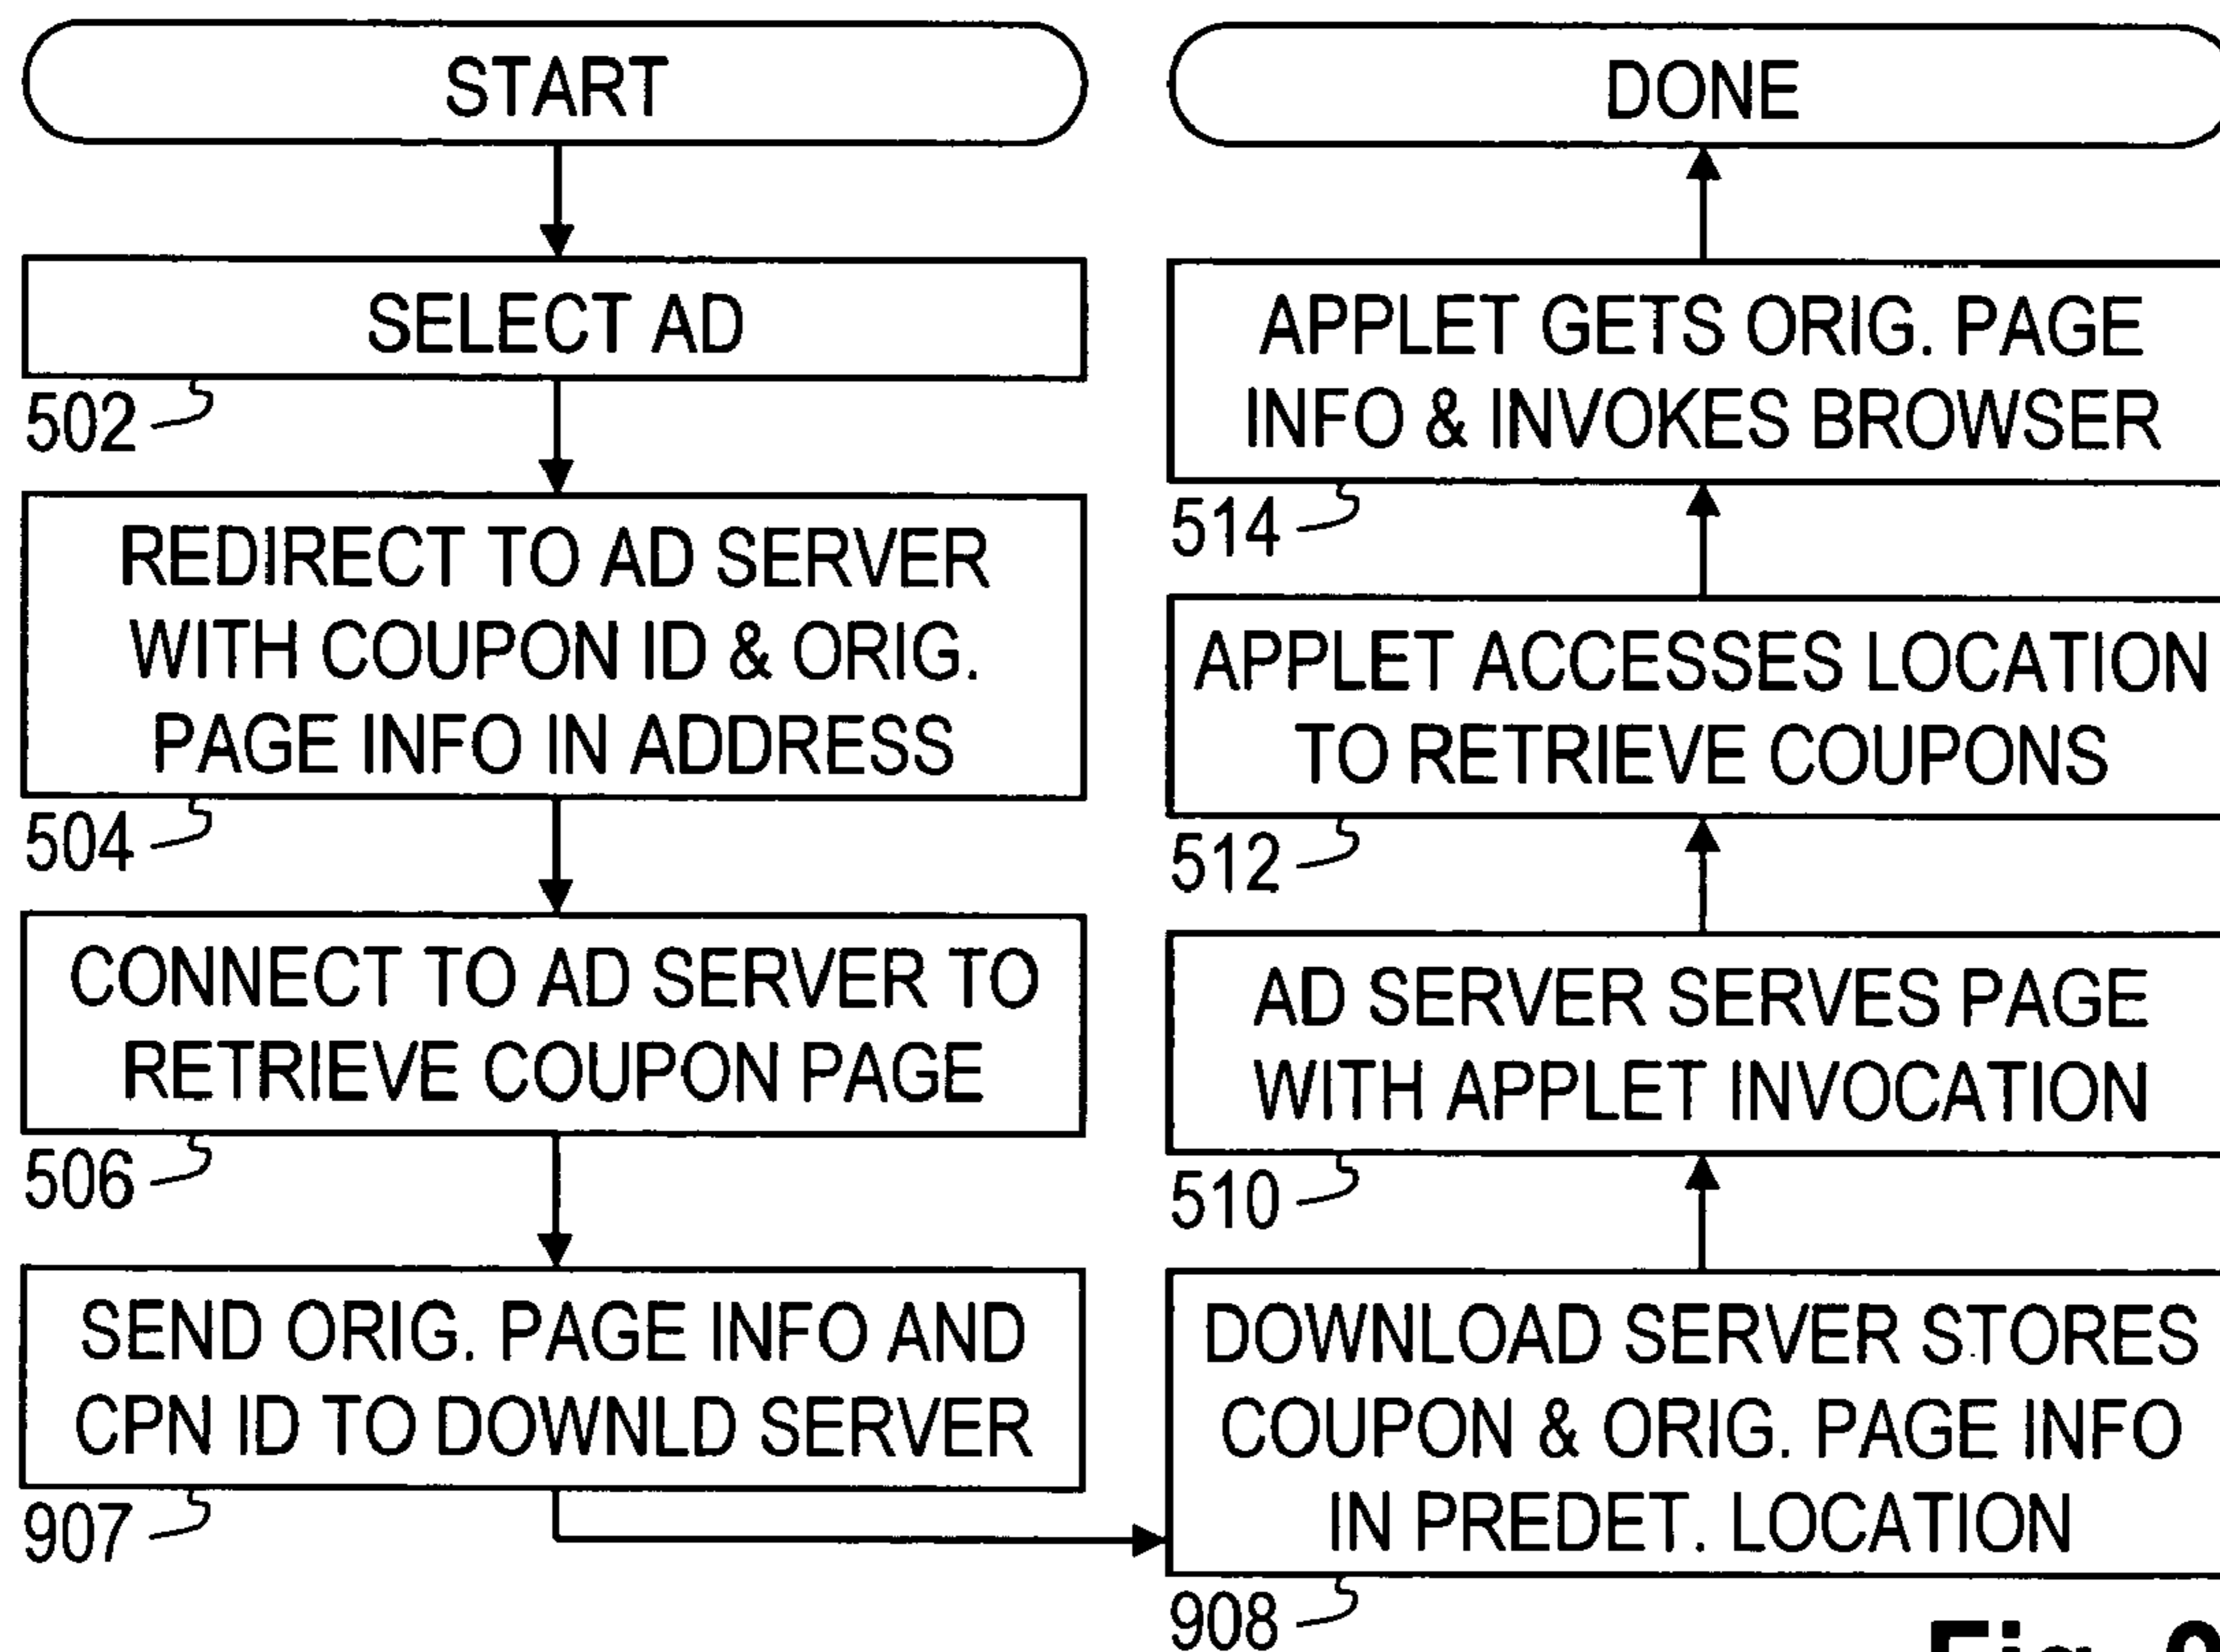 START
SELECT AD
502
REDIRECT TO AD SERVER
WITH COUPON ID & ORIG.
PAGE INFO IN ADDRESS
504
CONNECT TO AD SERVER TO
RETRIEVE COUPON PAGE
506
SEND ORIG. PAGE INFO AND
CPN ID TO DOWNLD SERVER
907
DOWNLOAD SERVER STORES
COUPON & ORIG. PAGE INFO
IN PREDET. LOCATION
908
AD SERVER SERVES PAGE
WITH APPLET INVOCATION
510
APPLET ACCESSES LOCATION
TO RETRIEVE COUPONS
512
APPLET GETS ORIG. PAGE
INFO & INVOKES BROWSER
514
DONE